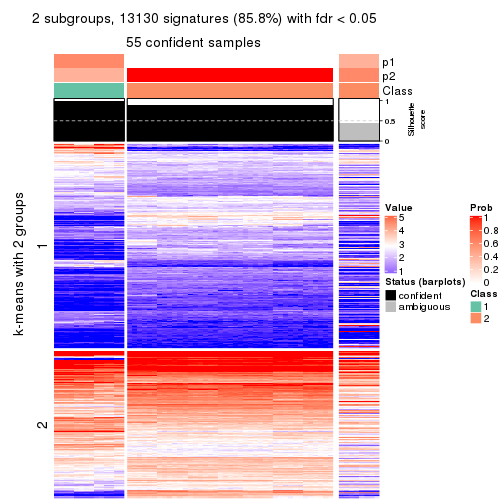 2 subgroups, 13130 signatures (85.8%) with fdr < 0.05
55 confident samples
p1
p2
Class
1
0.5
0
Silhouette
score
k-means with 2 groups
1
2
Value
5
4
3
2
1
Prob
1
0.8
0.6
0.4
0.2
0
Status (barplots)
confident
ambiguous
Class
1
2